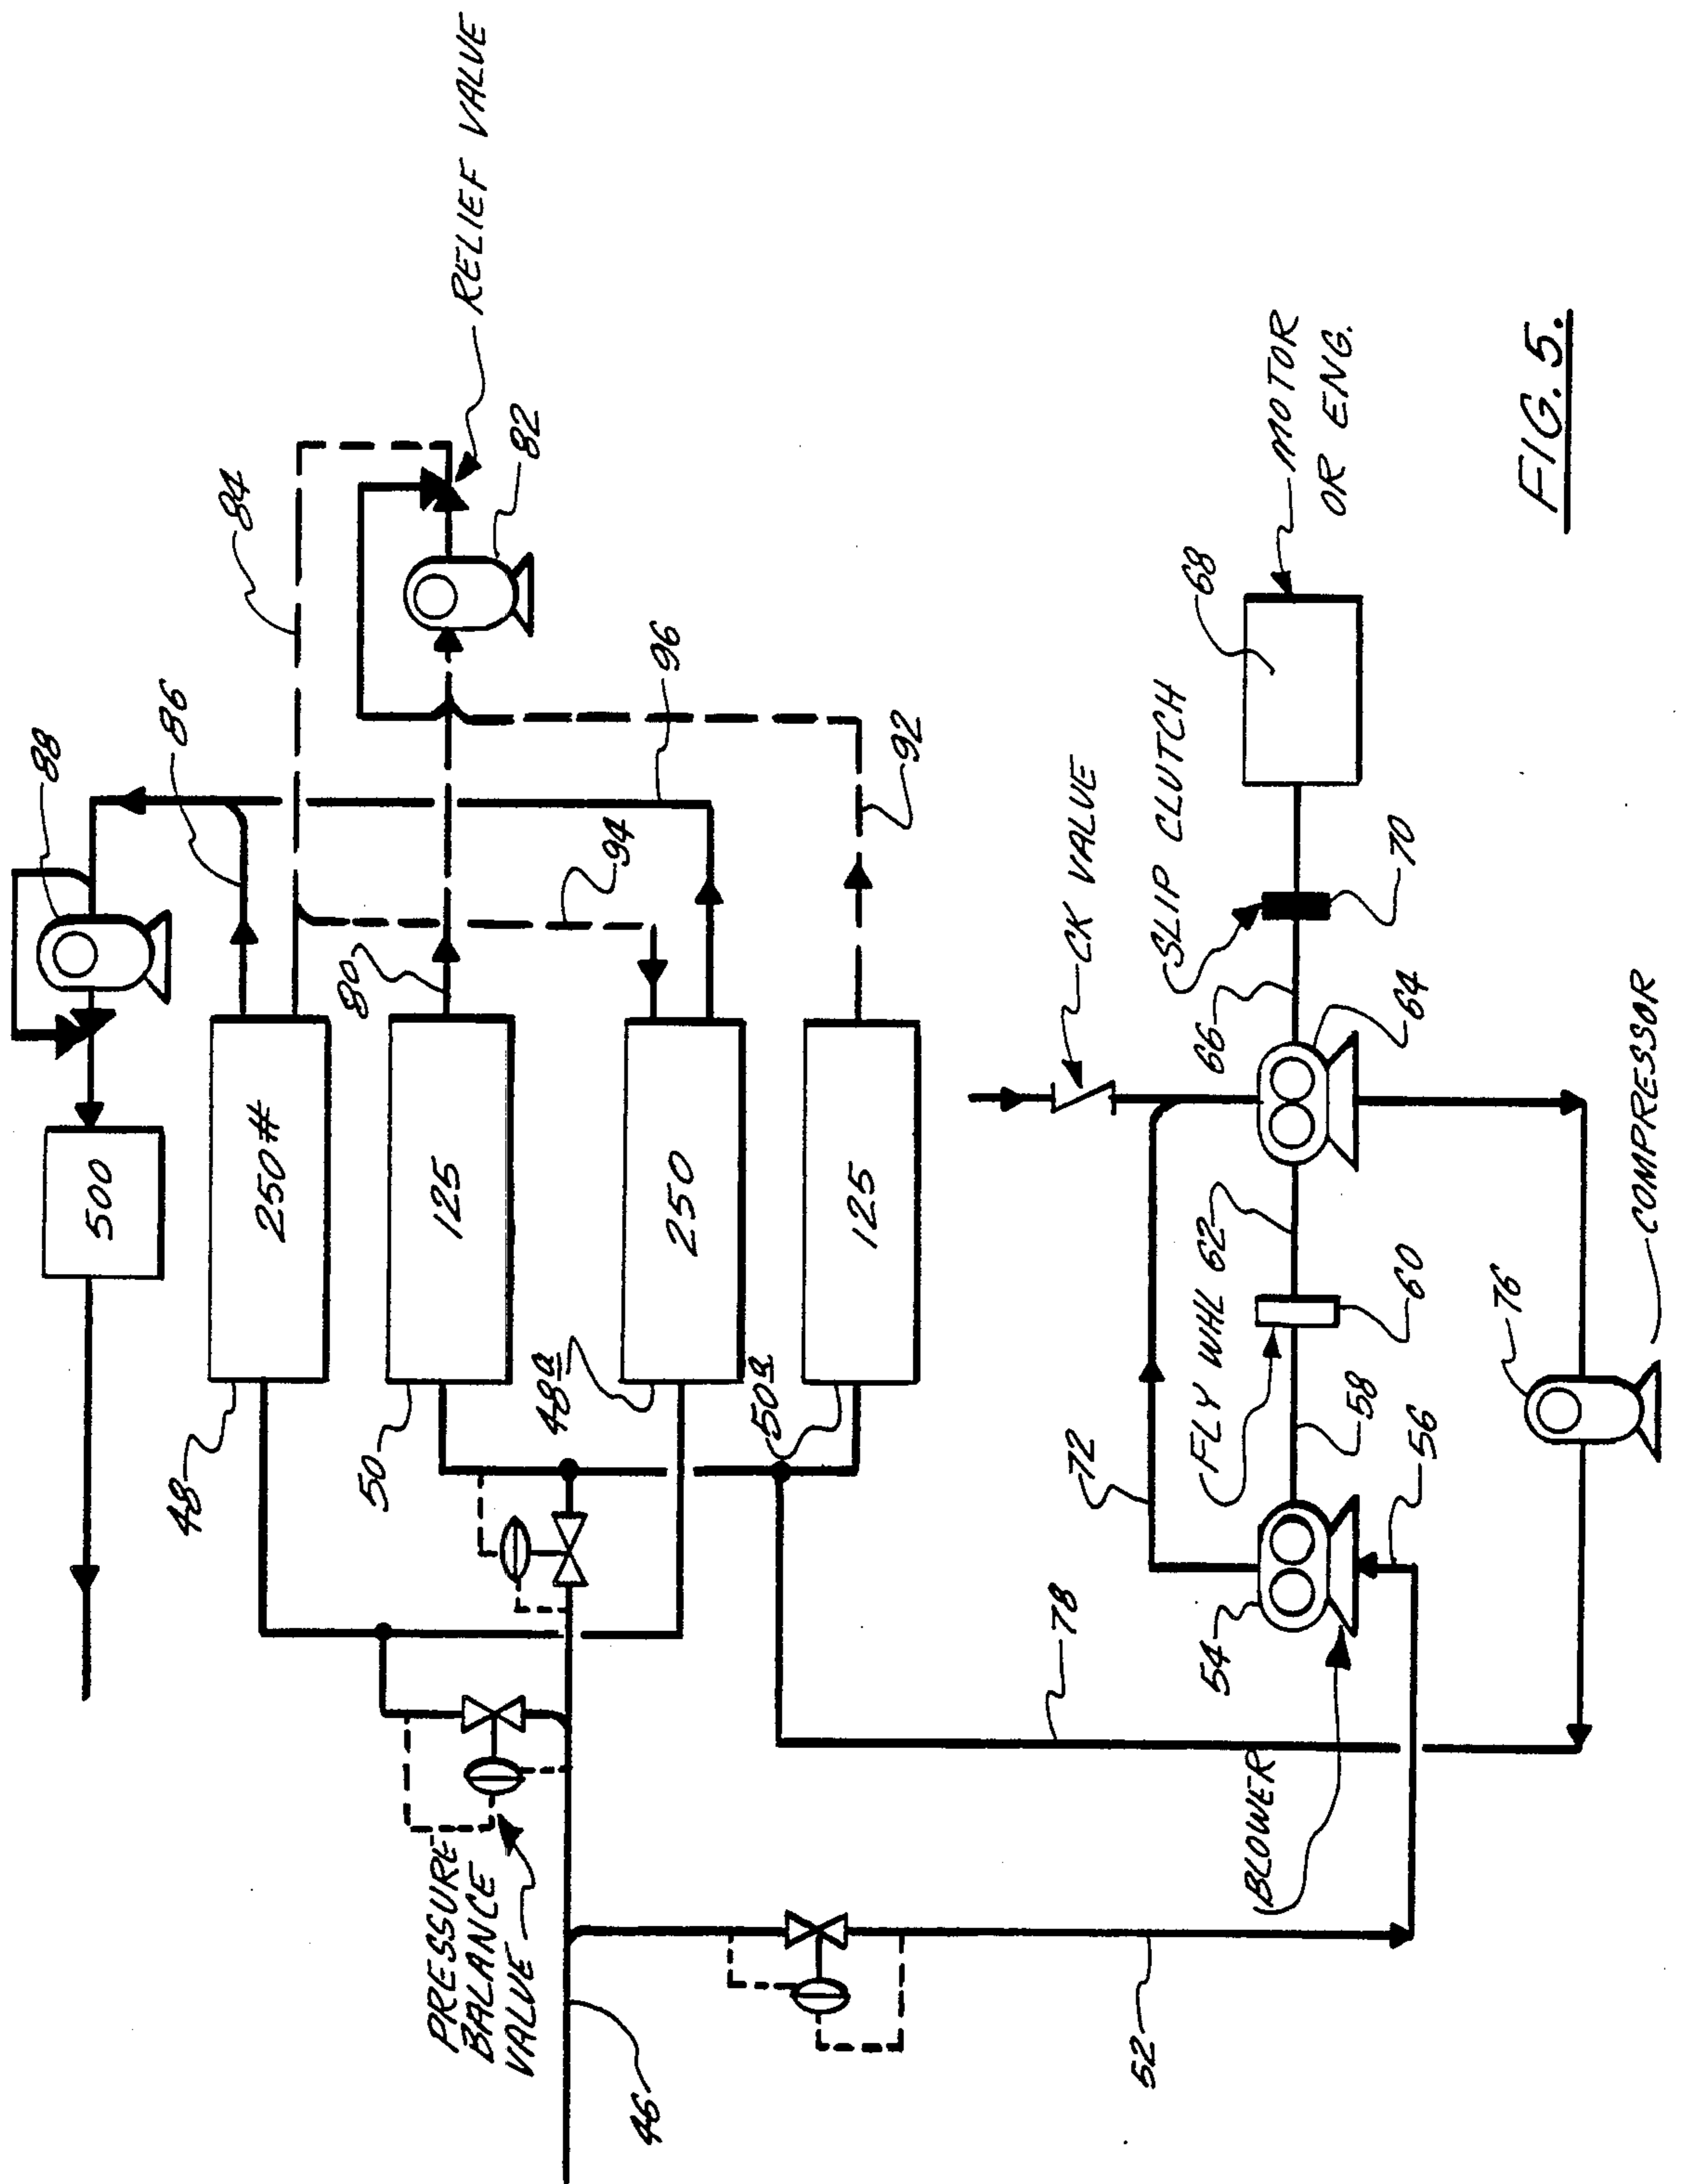 88
86
84
RELIEF VALVE
500
250#
80
125
82
96
94
92
250
125
48
50
48a
50a
PRESSURE
BALANCE
VALVE
46
52
78
CK VALVE
SLIP CLUTCH
70
66
64
68
MOTOR
OR ENG.
72
FLY WHL
62
60
58
56
54
BLOWER
76
COMPRESSOR
FIG. 5.